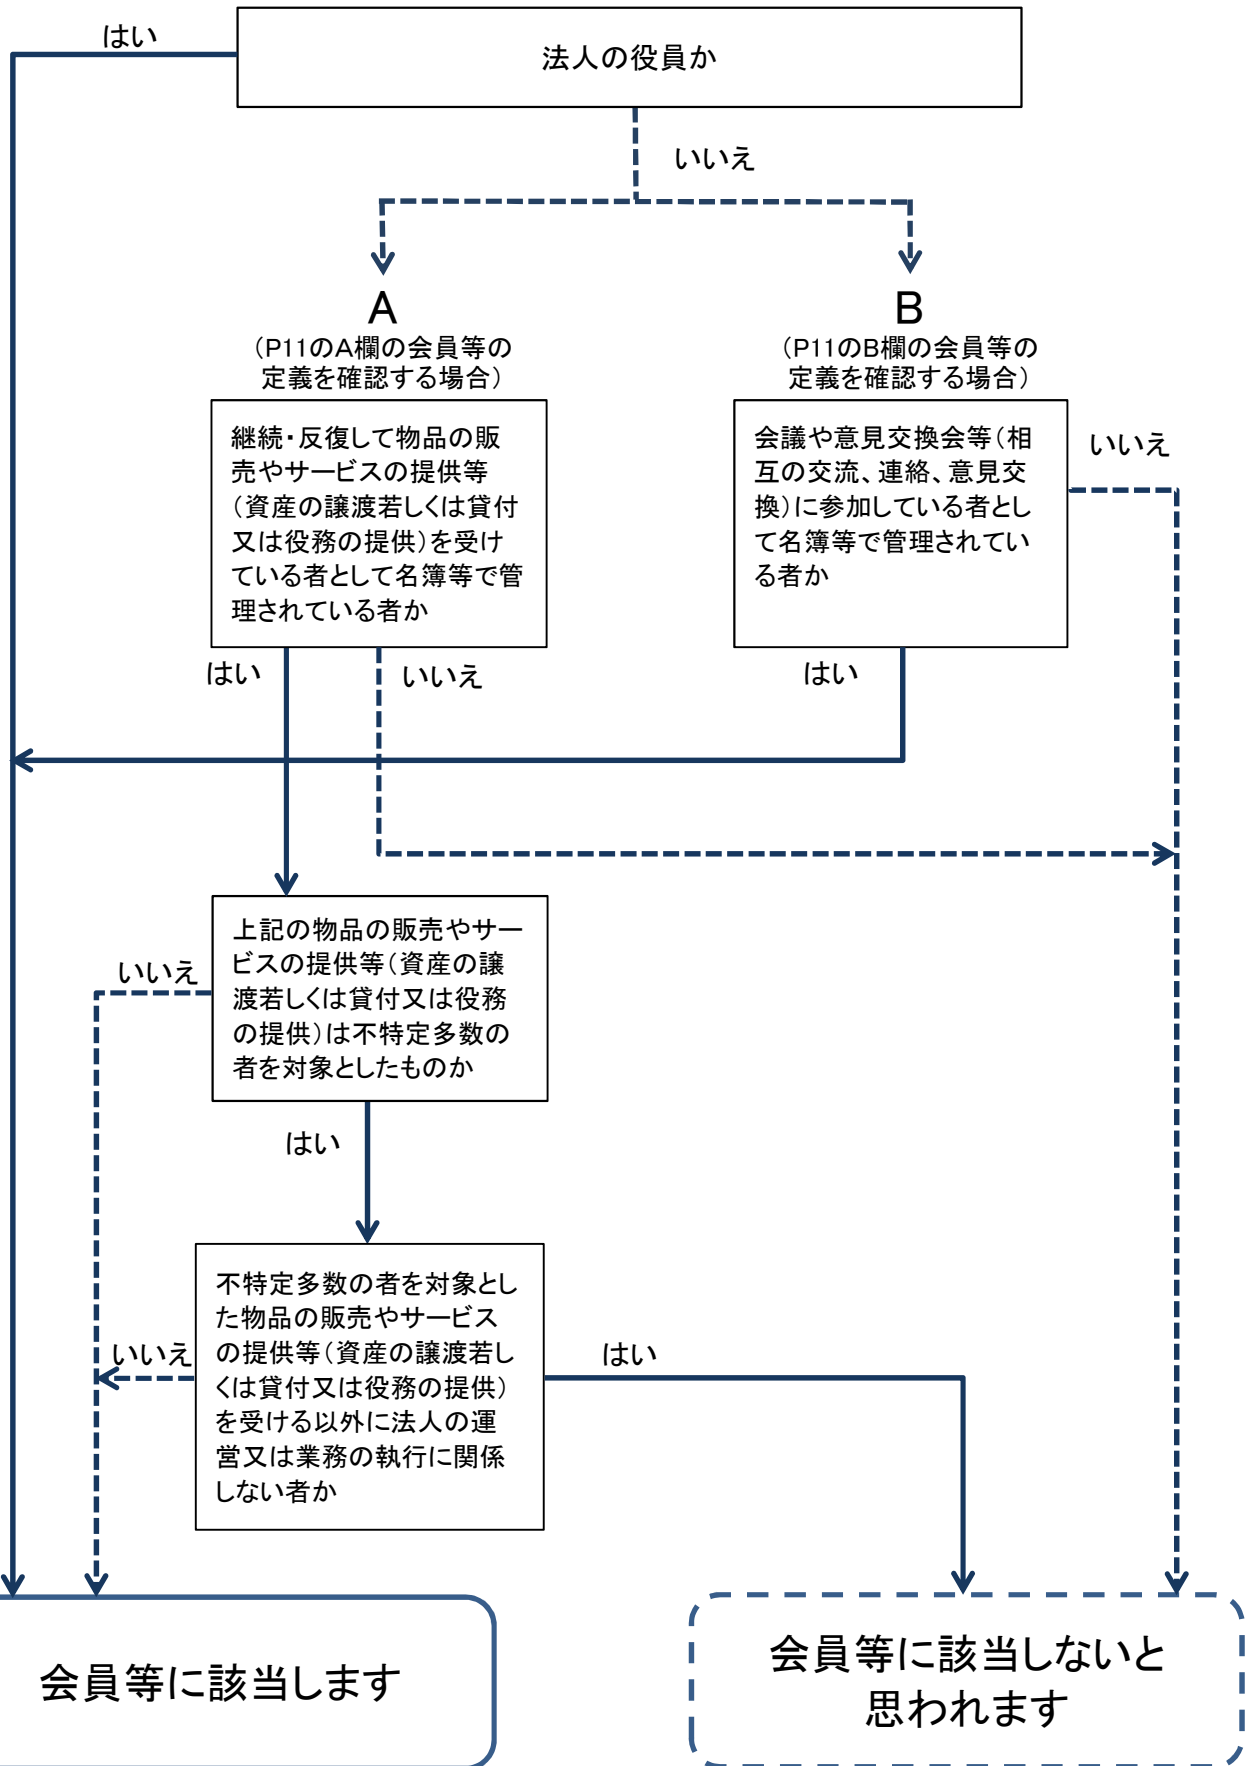 はい
法人の役員か
いいえ
A
(P11のA欄の会員等の
定義を確認する場合)
B
(P11のB欄の会員等の
定義を確認する場合)
継続・反復して物品の販
売やサービスの提供等
(資産の譲渡若しくは貸付
又は役務の提供)を受け
ている者として名簿等で管
理されている者か
会議や意見交換会等(相
互の交流、連絡、意見交
換)に参加している者とし
て名簿等で管理されてい
る者か
いいえ
はい
いいえ
はい
上記の物品の販売やサー
ビスの提供等(資産の譲
渡若しくは貸付又は役務
の提供)は不特定多数の
者を対象としたものか
いいえ
はい
不特定多数の者を対象とし
た物品の販売やサービス
の提供等(資産の譲渡若し
くは貸付又は役務の提供)
を受ける以外に法人の運
営又は業務の執行に関係
しない者か
いいえ
はい
会員等に該当します
会員等に該当しないと
思われます